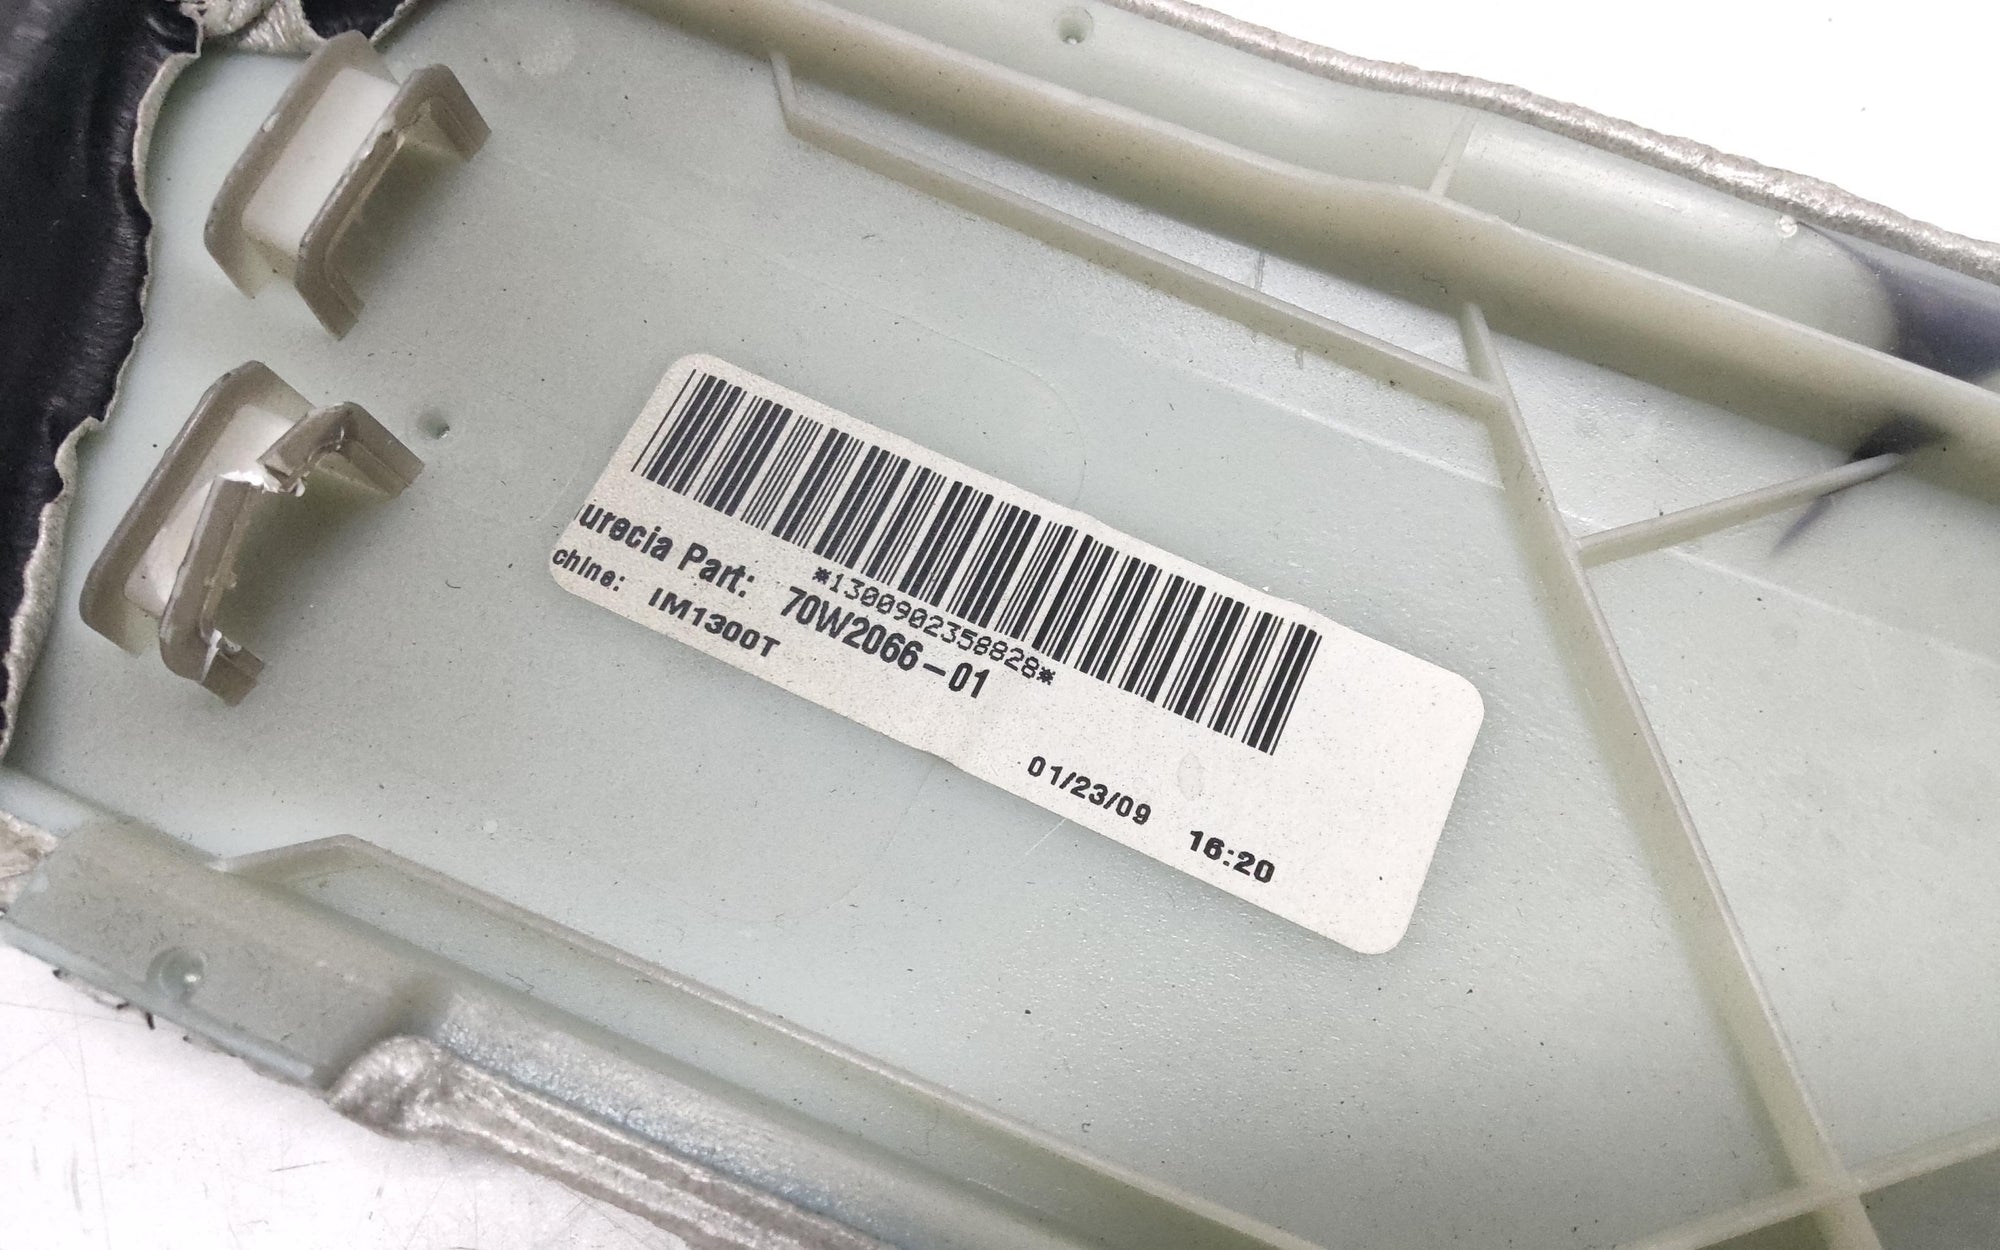 *1300902358828*
urecia Part: 70W2066-01
chine: IM1300T
01/23/09 16:20